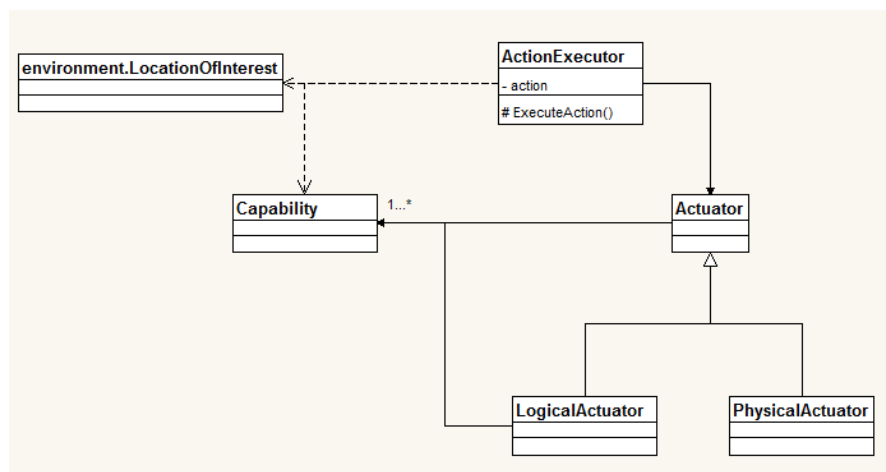 environment.LocationOfInterest
ActionExecutor
- action
# ExecuteAction()
Capability
1...*
Actuator
LogicalActuator
PhysicalActuator